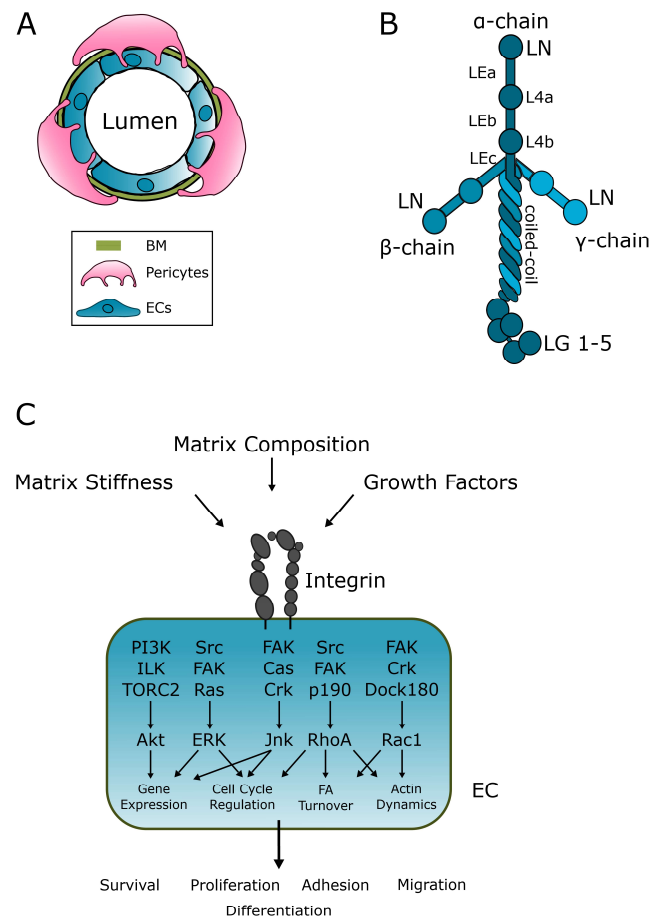 A
Lumen
BM
Pericytes
ECs
B
α-chain
LN
LEa
L4a
LEb
L4b
LEc
LN
LN
β-chain
γ-chain
coiled-coil
LG 1-5
C
Matrix Composition
Matrix Stiffness
Growth Factors
Integrin
PI3K Src FAK Src FAK
ILK FAK Cas FAK Crk
TORC2 Ras Crk p190 Dock180
Akt ERK Jnk RhoA Rac1
Gene Cell Cycle FA Actin
Expression Regulation Turnover Dynamics
EC
Survival Proliferation Adhesion Migration
Differentiation